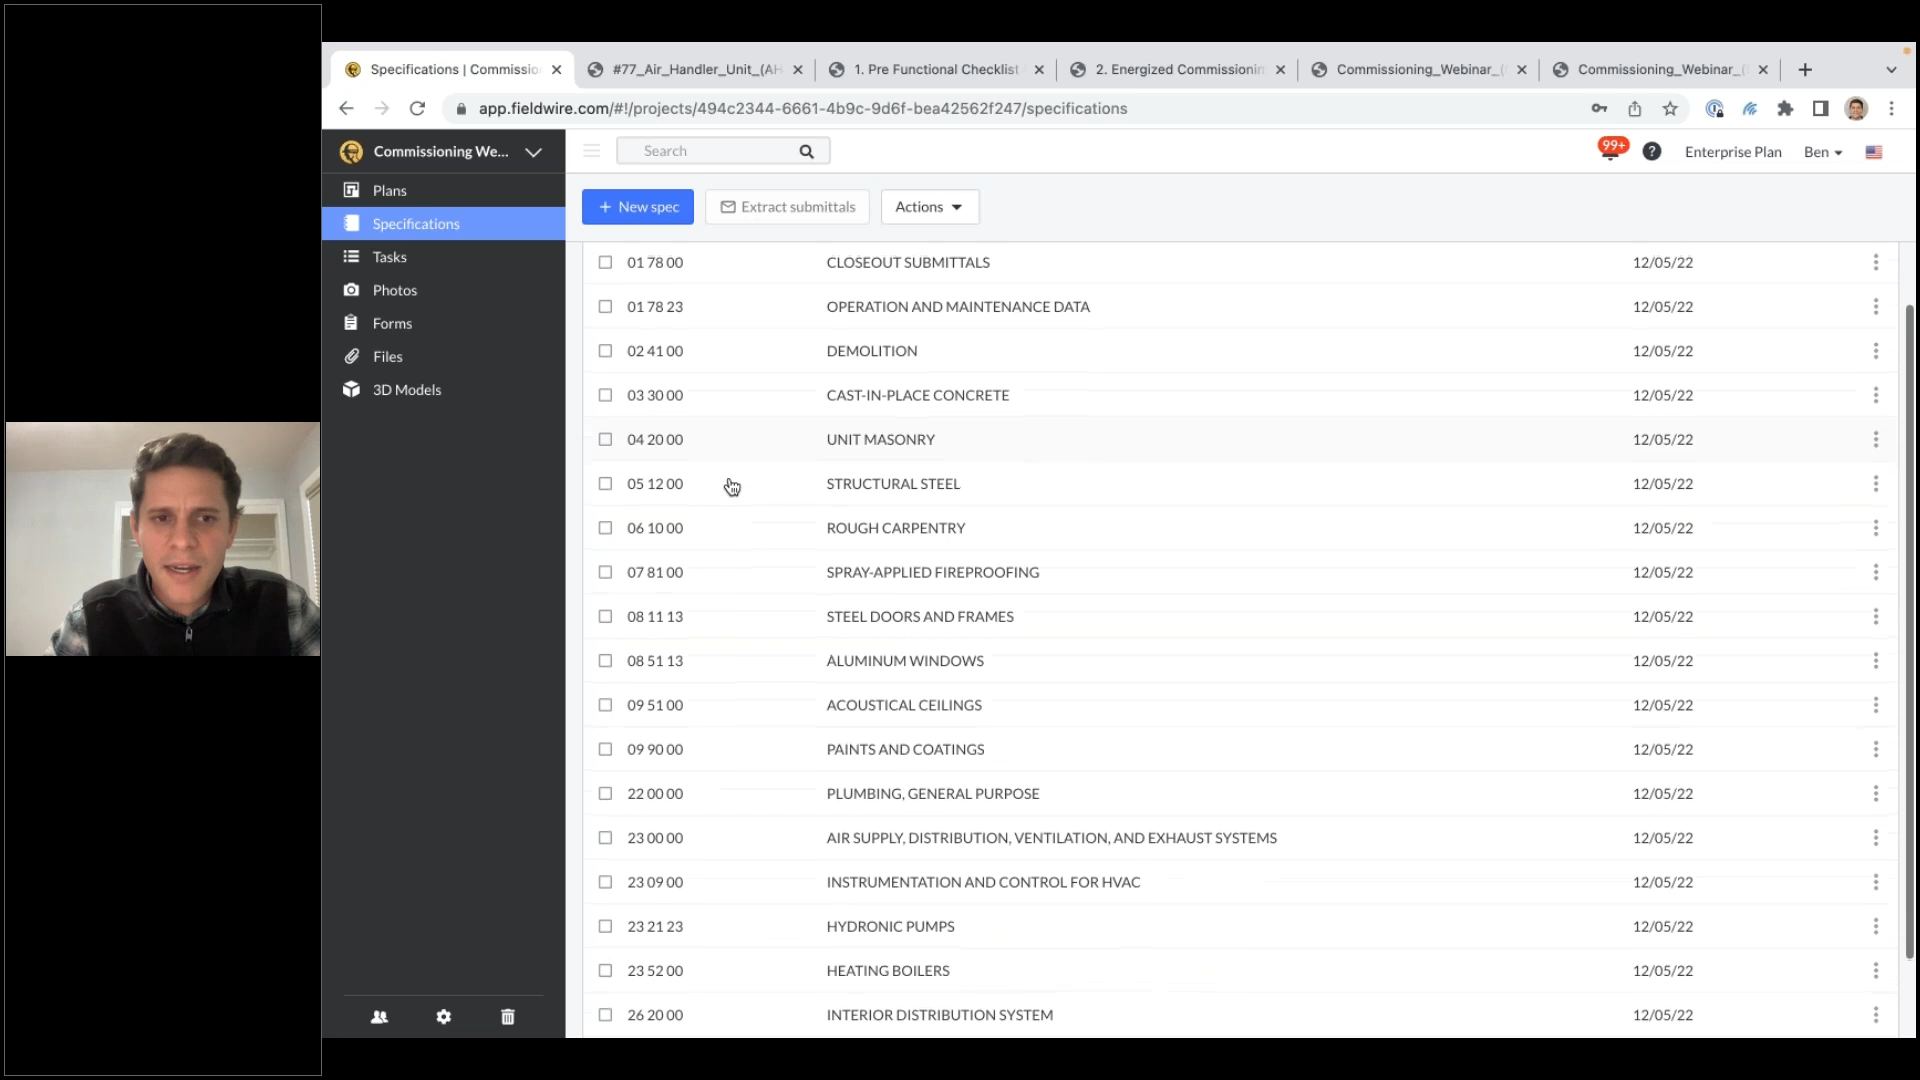 Specifications | Commissio
#77_Air_Handler_Unit_(AH
1. Pre Functional Checklist
2. Energized Commissionin
Commissioning_Webinar_(
Commissioning_Webinar_(
app.fieldwire.com/#!/projects/494c2344-6661-4b9c-9d6f-bea42562f247/specifications
Commissioning We...
Search
99+
Enterprise Plan
Ben
Plans
Specifications
Tasks
Photos
Forms
Files
3D Models
+ New spec
Extract submittals
Actions
01 78 00 CLOSEOUT SUBMITTALS 12/05/22
01 78 23 OPERATION AND MAINTENANCE DATA 12/05/22
02 41 00 DEMOLITION 12/05/22
03 30 00 CAST-IN-PLACE CONCRETE 12/05/22
04 20 00 UNIT MASONRY 12/05/22
05 12 00 STRUCTURAL STEEL 12/05/22
06 10 00 ROUGH CARPENTRY 12/05/22
07 81 00 SPRAY-APPLIED FIREPROOFING 12/05/22
08 11 13 STEEL DOORS AND FRAMES 12/05/22
08 51 13 ALUMINUM WINDOWS 12/05/22
09 51 00 ACOUSTICAL CEILINGS 12/05/22
09 90 00 PAINTS AND COATINGS 12/05/22
22 00 00 PLUMBING, GENERAL PURPOSE 12/05/22
23 00 00 AIR SUPPLY, DISTRIBUTION, VENTILATION, AND EXHAUST SYSTEMS 12/05/22
23 09 00 INSTRUMENTATION AND CONTROL FOR HVAC 12/05/22
23 21 23 HYDRONIC PUMPS 12/05/22
23 52 00 HEATING BOILERS 12/05/22
26 20 00 INTERIOR DISTRIBUTION SYSTEM 12/05/22